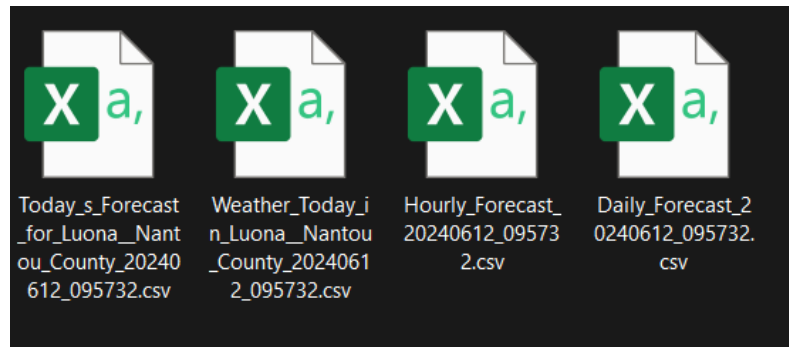 X a,
X a,
X a,
X a,
Today_s_Forecast
_for_Luona__Nant
ou_County_20240
612_095732.csv
Weather_Today_i
n_Luona__Nantou
_County_2024061
2_095732.csv
Hourly_Forecast_
20240612_09573
2.csv
Daily_Forecast_2
0240612_095732.
csv